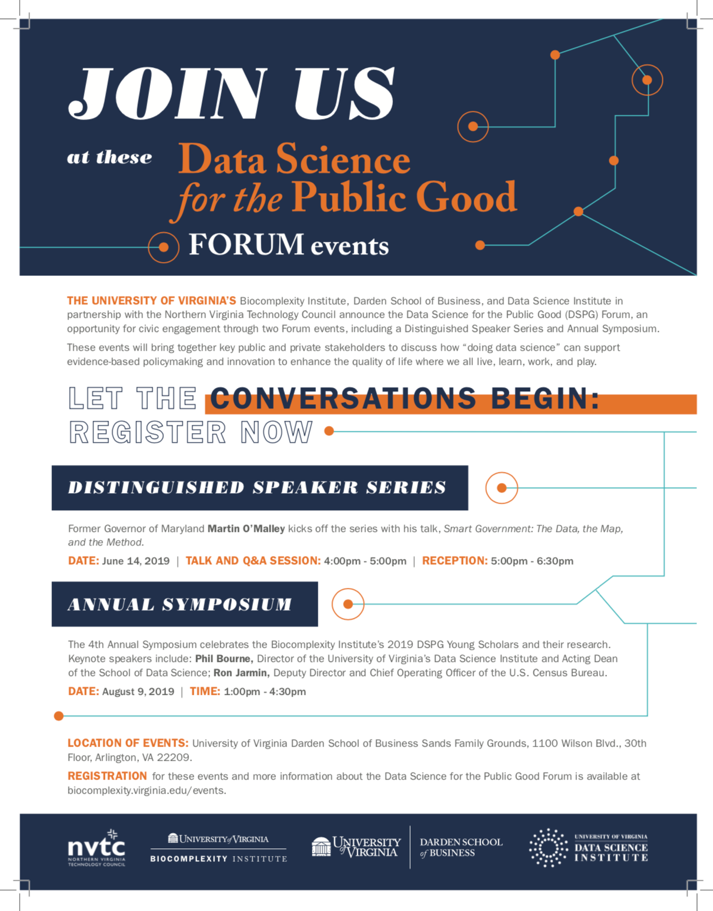 JOIN US
at these Data Science
for the Public Good
FORUM events
THE UNIVERSITY OF VIRGINIA'S Biocomplexity Institute, Darden School of Business, and Data Science Institute in
partnership with the Northern Virginia Technology Council announce the Data Science for the Public Good (DSPG) Forum, an
opportunity for civic engagement through two Forum events, including a Distinguished Speaker Series and Annual Symposium.
These events will bring together key public and private stakeholders to discuss how "doing data science" can support
evidence-based policymaking and innovation to enhance the quality of life where we all live, learn, work, and play.
LET THE CONVERSATIONS BEGIN:
REGISTER NOW
DISTINGUISHED SPEAKER SERIES
Former Governor of Maryland Martin O'Malley kicks off the series with his talk, Smart Government: The Data, the Map,
and the Method.
DATE: June 14, 2019 | TALK AND Q&A SESSION: 4:00pm - 5:00pm | RECEPTION: 5:00pm - 6:30pm
ANNUAL SYMPOSIUM
The 4th Annual Symposium celebrates the Biocomplexity Institute's 2019 DSPG Young Scholars and their research.
Keynote speakers include: Phil Bourne, Director of the University of Virginia's Data Science Institute and Acting Dean
of the School of Data Science; Ron Jarmin, Deputy Director and Chief Operating Officer of the U.S. Census Bureau.
DATE: August 9, 2019 | TIME: 1:00pm - 4:30pm
LOCATION OF EVENTS: University of Virginia Darden School of Business Sands Family Grounds, 1100 Wilson Blvd., 30th
Floor, Arlington, VA 22209.
REGISTRATION for these events and more information about the Data Science for the Public Good Forum is available at
biocomplexity.virginia.edu/events.
nvtc
NORTHERN VIRGINIA
TECHNOLOGY COUNCIL
UNIVERSITY of VIRGINIA
BIOCOMPLEXITY INSTITUTE
UNIVERSITY
of VIRGINIA
DARDEN SCHOOL
of BUSINESS
UNIVERSITY OF VIRGINIA
DATA SCIENCE
INSTITUTE